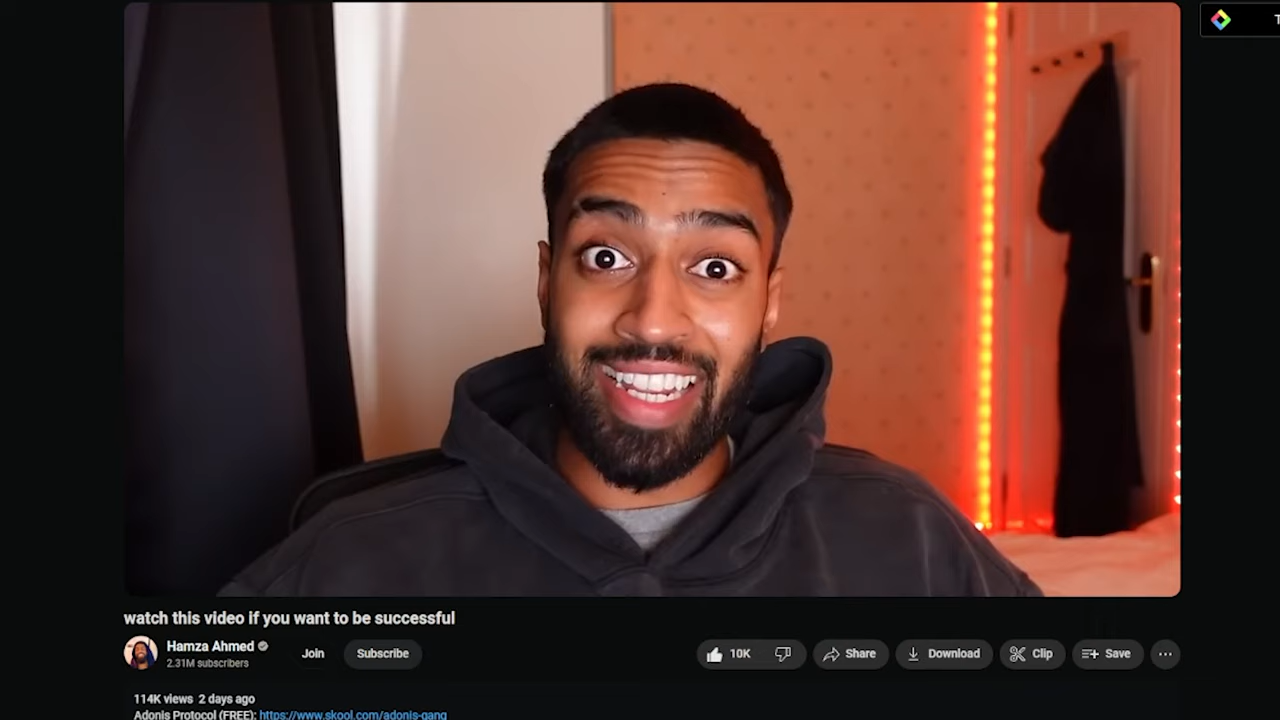 T
watch this video if you want to be successful
Hamza Ahmed
2.31M subscribers
Join
Subscribe
10K
Share
Download
Clip
Save
114K views 2 days ago
Adonis Protocol (FREE): https://www.skool.com/adonis-gang